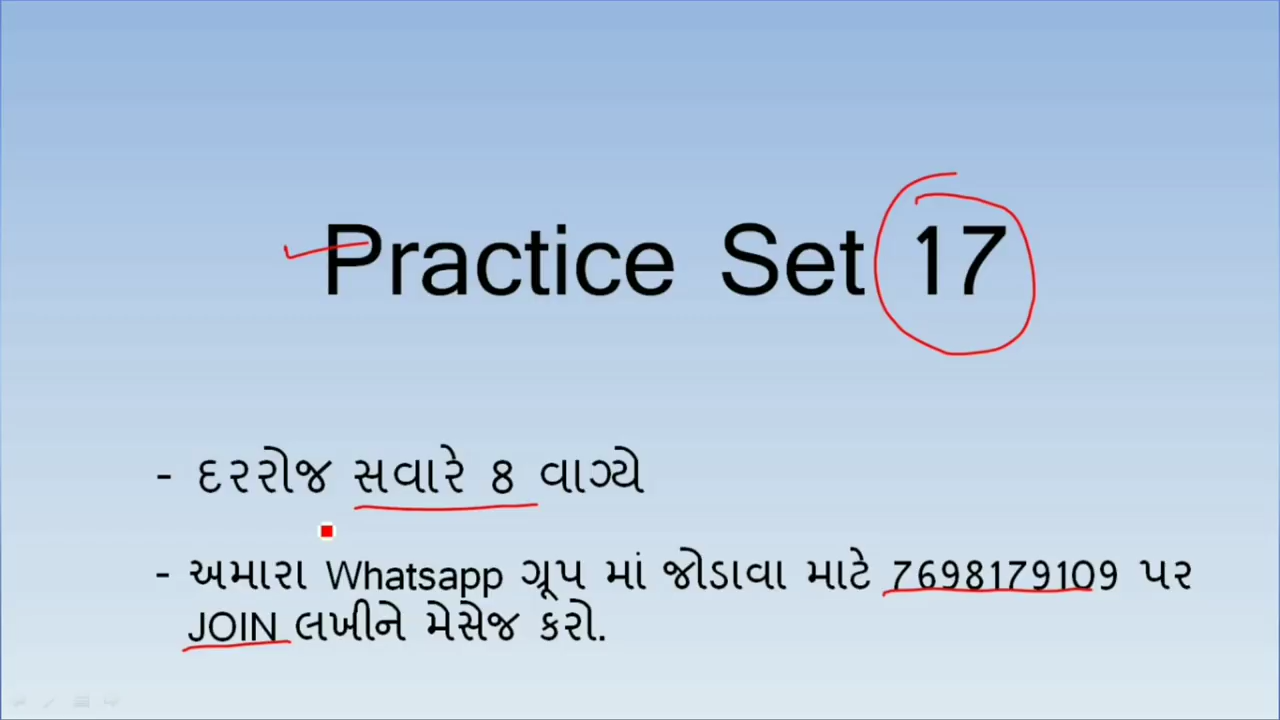 Practice Set 17
- દરરોજ સવારે 8 વાગ્યે
- અમારા Whatsapp ગ્રૂપ માં જોડાવા માટે 7698179109 પર
JOIN લખીને મેસેજ કરો.